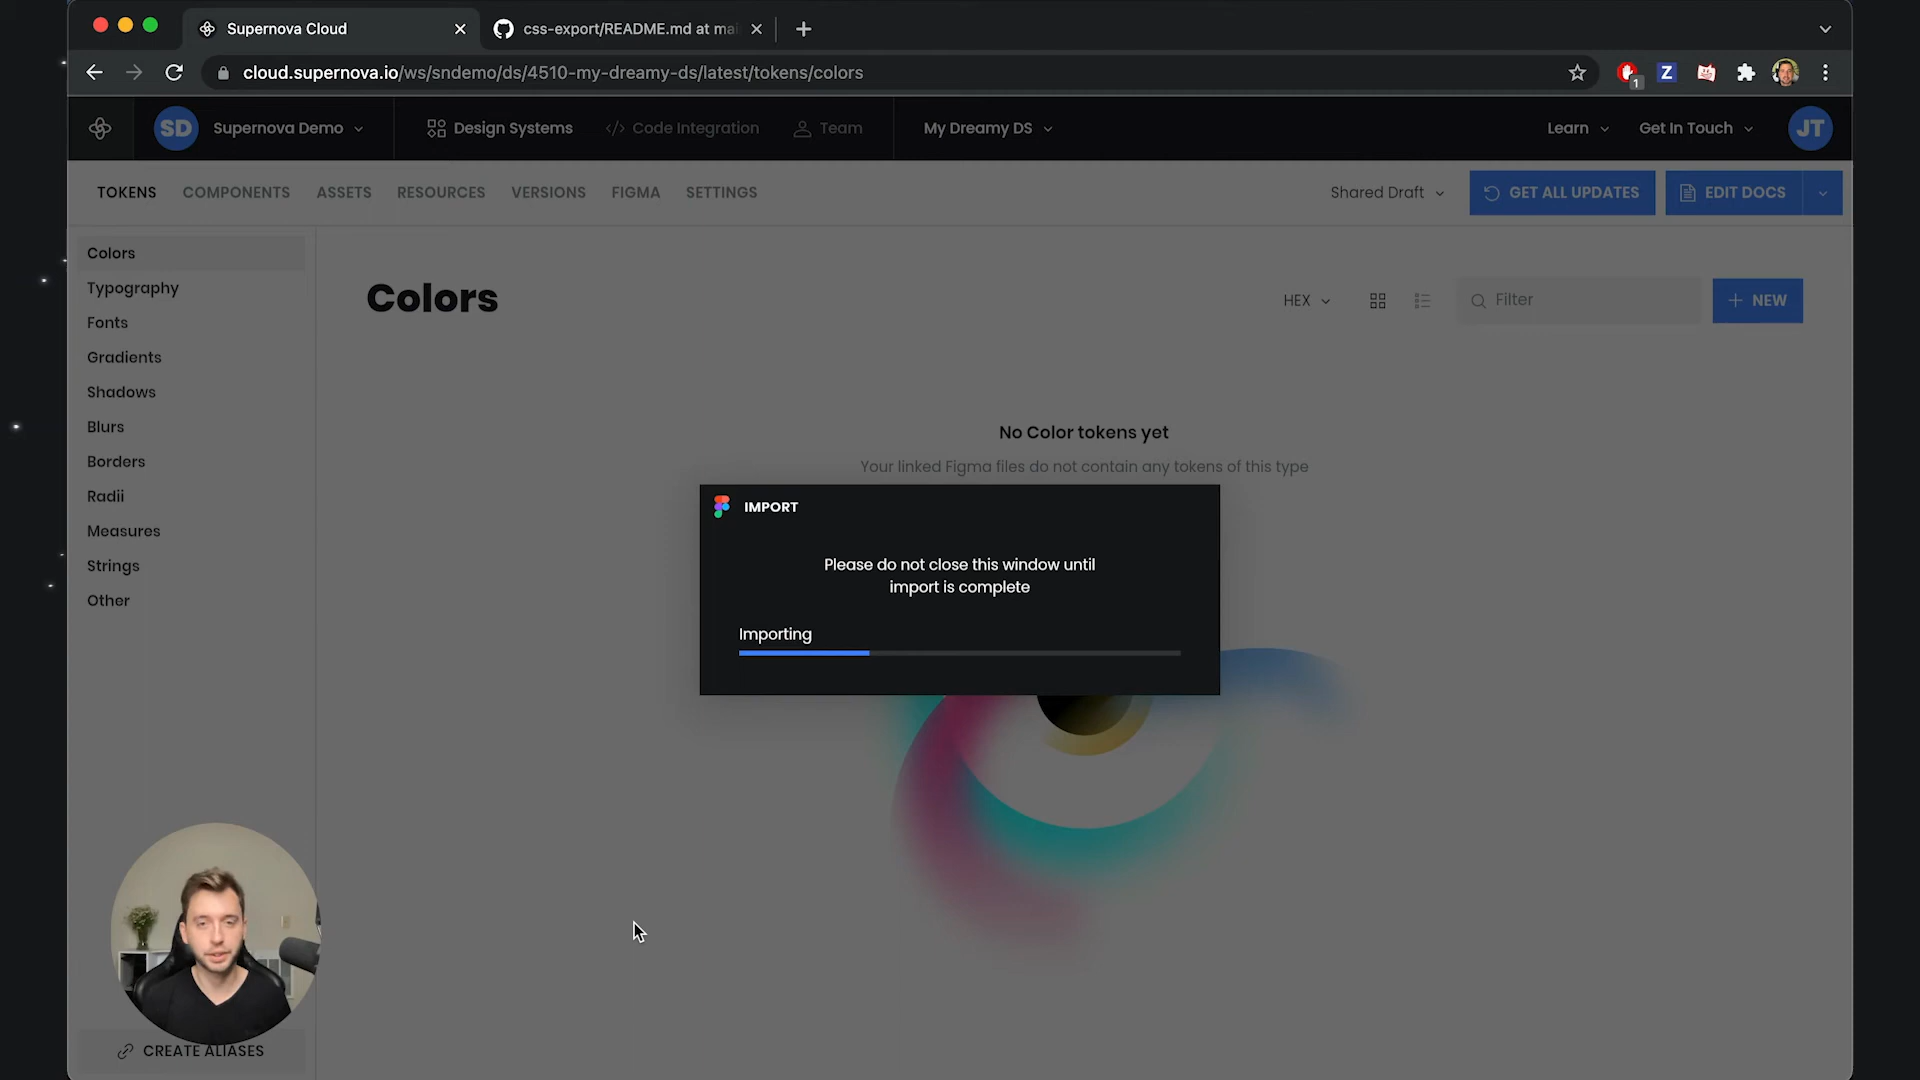 Supernova Cloud
css-export/README.md at mai
cloud.supernova.io/ws/sndemo/ds/4510-my-dreamy-ds/latest/tokens/colors
Z
1
SD
Supernova Demo
Design Systems
</> Code Integration
Team
My Dreamy DS
Learn
Get In Touch
JT
TOKENS
COMPONENTS
ASSETS
RESOURCES
VERSIONS
FIGMA
SETTINGS
Shared Draft
GET ALL UPDATES
EDIT DOCS
Colors
Typography
Fonts
Gradients
Shadows
Blurs
Borders
Radii
Measures
Strings
Other
CREATE ALIASES
Colors
HEX
Filter
+ NEW
No Color tokens yet
Your linked Figma files do not contain any tokens of this type
IMPORT
Please do not close this window until
import is complete
Importing